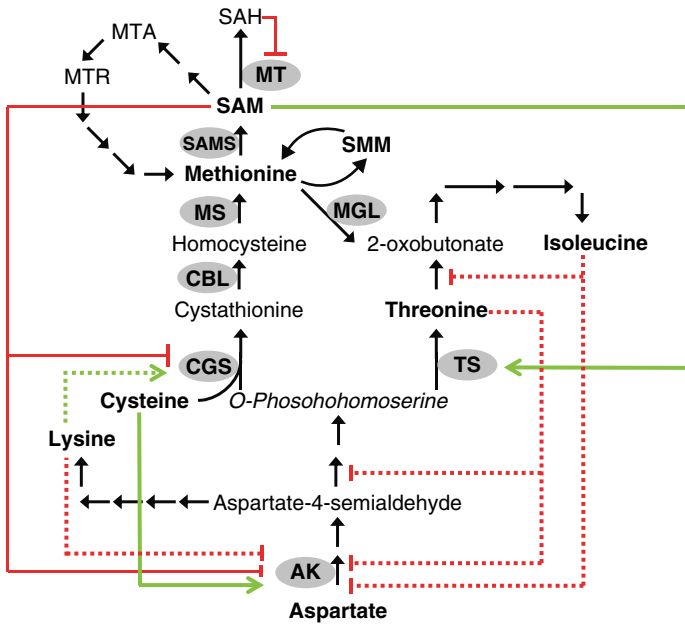 SAH
MTA
MT
MTR
SAM
SAMS
SMM
Methionine
MS
MGL
Homocysteine
2-oxobutonate
Isoleucine
CBL
Cystathionine
Threonine
CGS
TS
Cysteine
O-Phosohohomoserine
Lysine
Aspartate-4-semialdehyde
AK
Aspartate